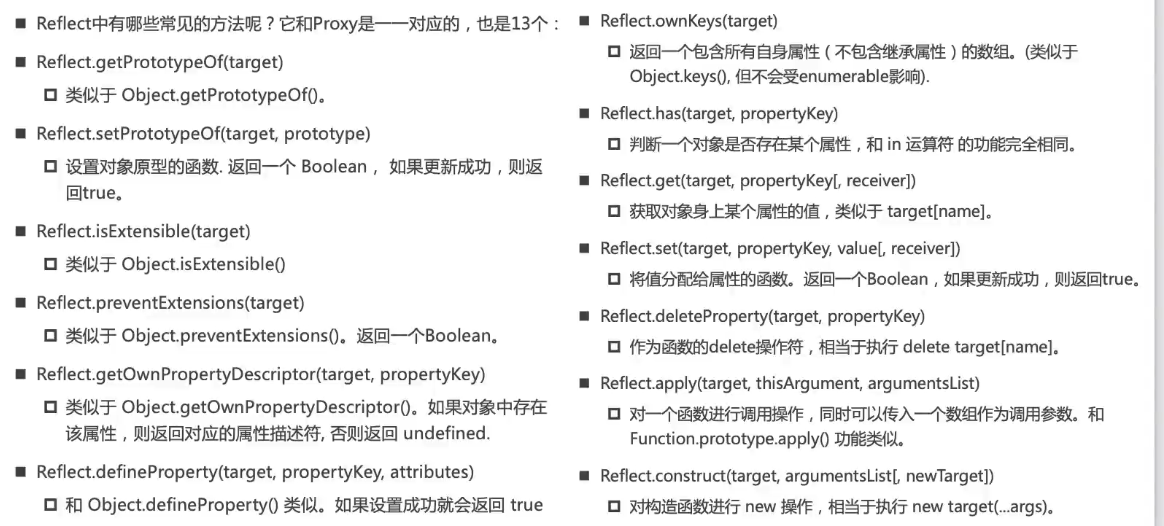 Reflect中有哪些常见的方法呢？它和Proxy是一一对应的，也是13个：
Reflect.getPrototypeOf(target)
类似于 Object.getPrototypeOf()。
Reflect.setPrototypeOf(target, prototype)
设置对象原型的函数. 返回一个 Boolean， 如果更新成功，则返
回true。
Reflect.isExtensible(target)
类似于 Object.isExtensible()
Reflect.preventExtensions(target)
类似于 Object.preventExtensions()。返回一个Boolean。
Reflect.getOwnPropertyDescriptor(target, propertyKey)
类似于 Object.getOwnPropertyDescriptor()。如果对象中存在
该属性，则返回对应的属性描述符, 否则返回 undefined.
Reflect.defineProperty(target, propertyKey, attributes)
和 Object.defineProperty() 类似。如果设置成功就会返回 true
Reflect.ownKeys(target)
返回一个包含所有自身属性（不包含继承属性）的数组。(类似于
Object.keys(), 但不会受enumerable影响).
Reflect.has(target, propertyKey)
判断一个对象是否存在某个属性，和 in 运算符 的功能完全相同。
Reflect.get(target, propertyKey[, receiver])
获取对象身上某个属性的值，类似于 target[name]。
Reflect.set(target, propertyKey, value[, receiver])
将值分配给属性的函数。返回一个Boolean，如果更新成功，则返回true。
Reflect.deleteProperty(target, propertyKey)
作为函数的delete操作符，相当于执行 delete target[name]。
Reflect.apply(target, thisArgument, argumentsList)
对一个函数进行调用操作，同时可以传入一个数组作为调用参数。和
Function.prototype.apply() 功能类似。
Reflect.construct(target, argumentsList[, newTarget])
对构造函数进行 new 操作，相当于执行 new target(...args)。